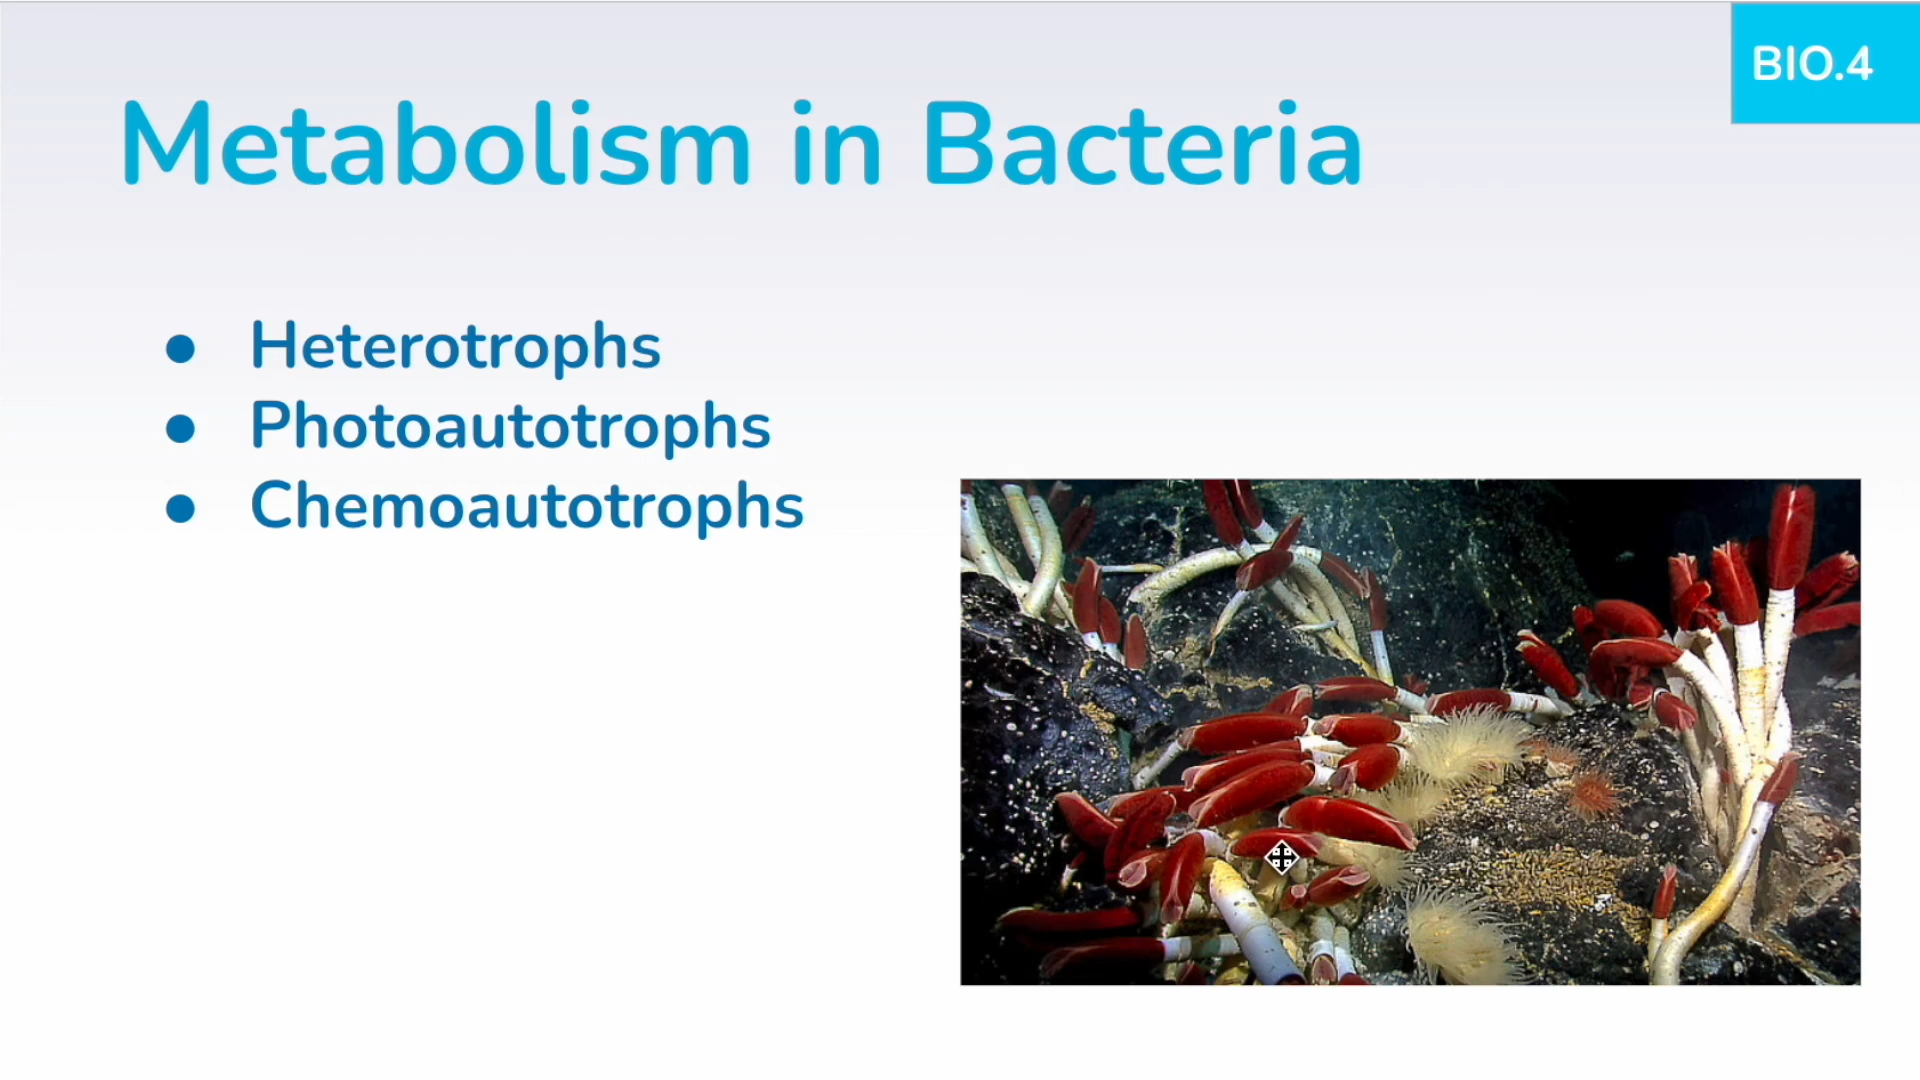 BIO.4
Metabolism in Bacteria
● Heterotrophs
● Photoautotrophs
● Chemoautotrophs